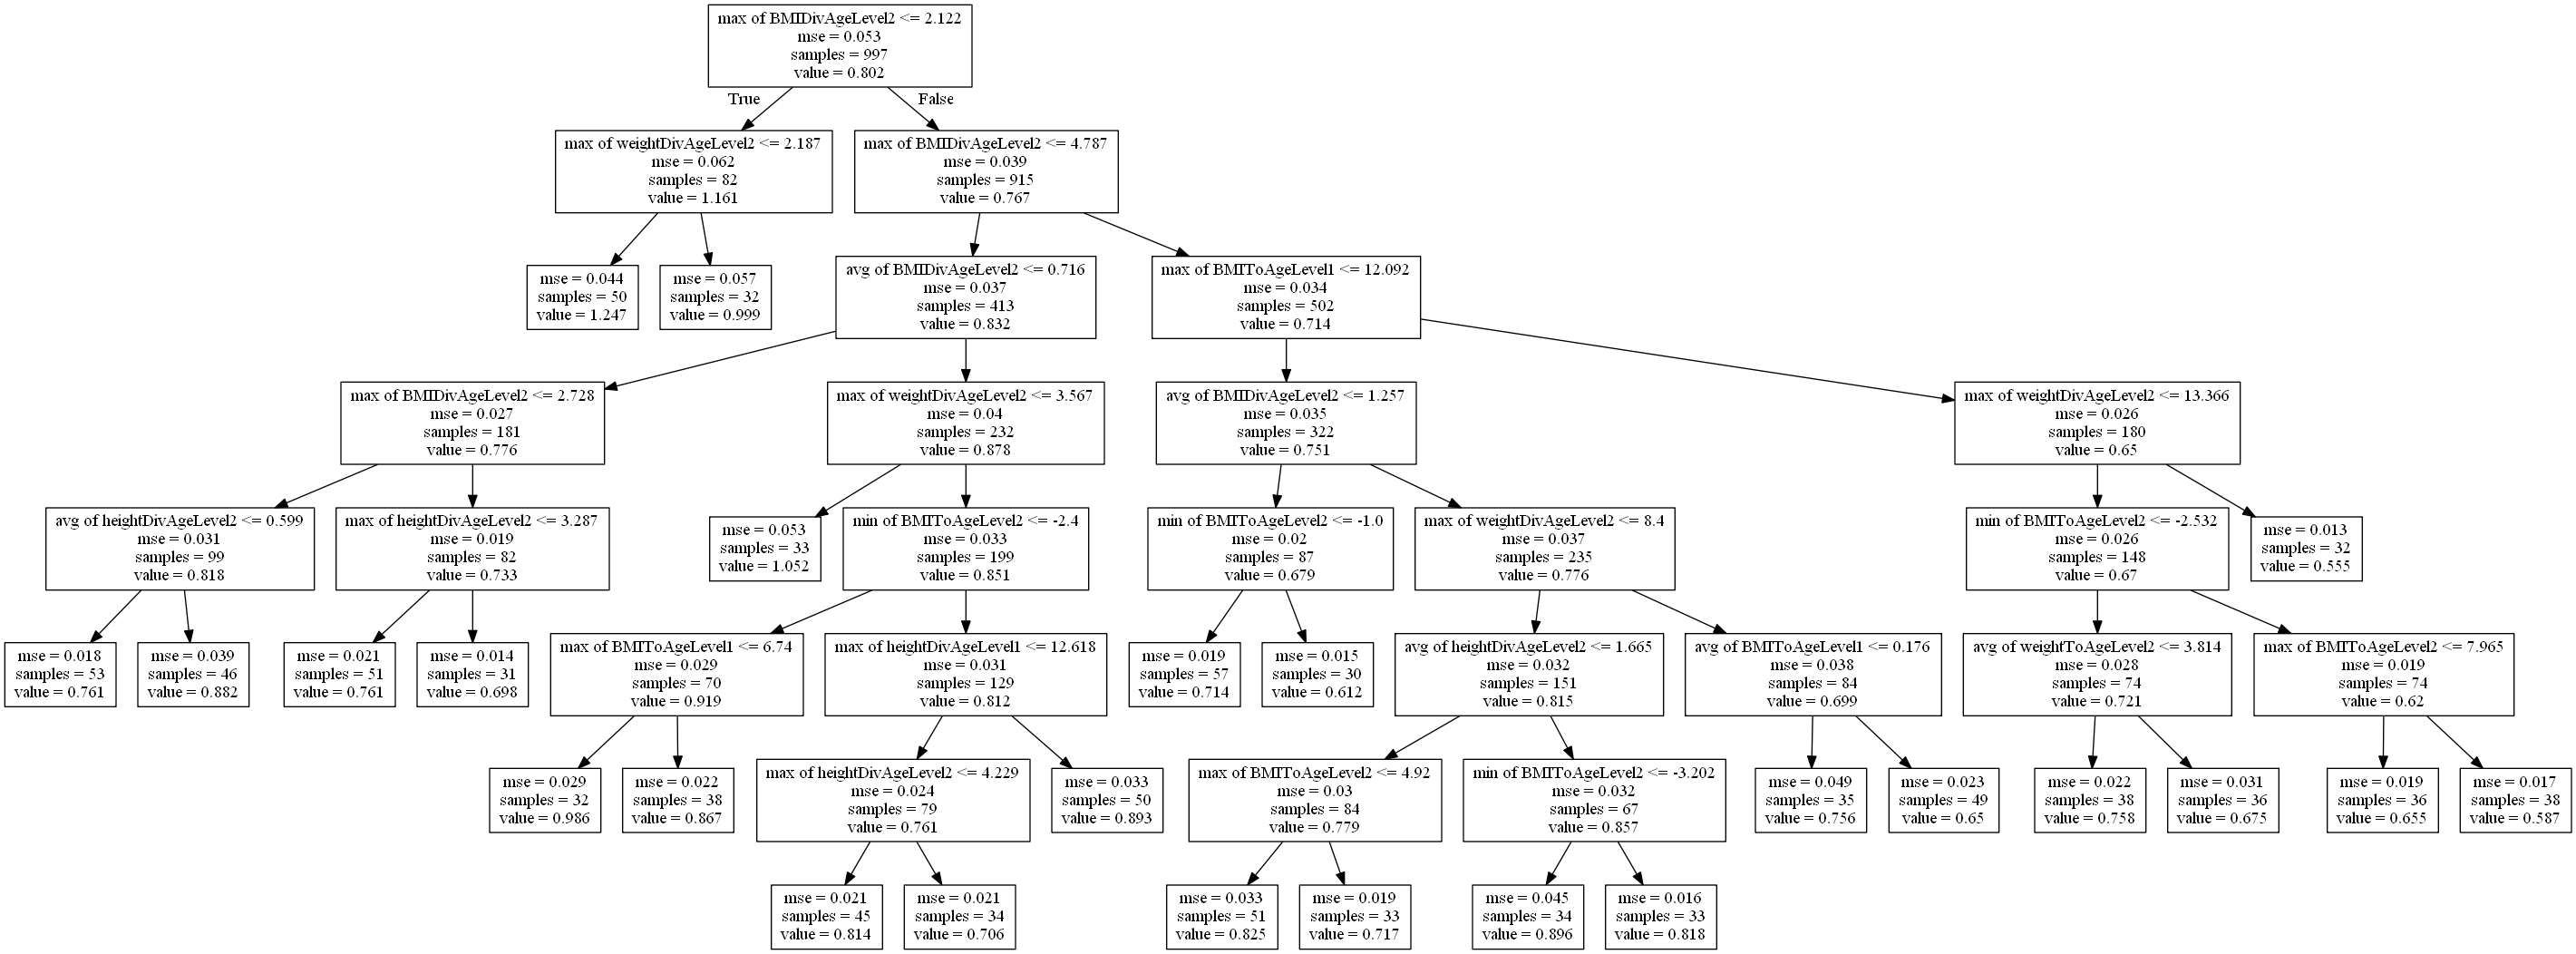 max of BMIDivAgeLevel2 <= 2.122
mse = 0.053
samples = 997
value = 0.802
True
False
max of weightDivAgeLevel2 <= 2.187
mse = 0.062
samples = 82
value = 1.161
max of BMIDivAgeLevel2 <= 4.787
mse = 0.039
samples = 915
value = 0.767
mse = 0.044
samples = 50
value = 1.247
mse = 0.057
samples = 32
value = 0.999
avg of BMIDivAgeLevel2 <= 0.716
mse = 0.037
samples = 413
value = 0.832
max of BMIToAgeLevel1 <= 12.092
mse = 0.034
samples = 502
value = 0.714
max of BMIDivAgeLevel2 <= 2.728
mse = 0.027
samples = 181
value = 0.776
max of weightDivAgeLevel2 <= 3.567
mse = 0.04
samples = 232
value = 0.878
avg of BMIDivAgeLevel2 <= 1.257
mse = 0.035
samples = 322
value = 0.751
max of weightDivAgeLevel2 <= 13.366
mse = 0.026
samples = 180
value = 0.65
avg of heightDivAgeLevel2 <= 0.599
mse = 0.031
samples = 99
value = 0.818
max of heightDivAgeLevel2 <= 3.287
mse = 0.019
samples = 82
value = 0.733
mse = 0.053
samples = 33
value = 1.052
min of BMIToAgeLevel2 <= -2.4
mse = 0.033
samples = 199
value = 0.851
min of BMIToAgeLevel2 <= -1.0
mse = 0.02
samples = 87
value = 0.679
max of weightDivAgeLevel2 <= 8.4
mse = 0.037
samples = 235
value = 0.776
min of BMIToAgeLevel2 <= -2.532
mse = 0.026
samples = 148
value = 0.67
mse = 0.013
samples = 32
value = 0.555
mse = 0.018
samples = 53
value = 0.761
mse = 0.039
samples = 46
value = 0.882
mse = 0.021
samples = 51
value = 0.761
mse = 0.014
samples = 31
value = 0.698
max of BMIToAgeLevel1 <= 6.74
mse = 0.029
samples = 70
value = 0.919
max of heightDivAgeLevel1 <= 12.618
mse = 0.031
samples = 129
value = 0.812
mse = 0.019
samples = 57
value = 0.714
mse = 0.015
samples = 30
value = 0.612
avg of heightDivAgeLevel2 <= 1.665
mse = 0.032
samples = 151
value = 0.815
avg of BMIToAgeLevel1 <= 0.176
mse = 0.038
samples = 84
value = 0.699
avg of weightToAgeLevel2 <= 3.814
mse = 0.028
samples = 74
value = 0.721
max of BMIToAgeLevel2 <= 7.965
mse = 0.019
samples = 74
value = 0.62
mse = 0.029
samples = 32
value = 0.986
mse = 0.022
samples = 38
value = 0.867
max of heightDivAgeLevel2 <= 4.229
mse = 0.024
samples = 79
value = 0.761
mse = 0.033
samples = 50
value = 0.893
max of BMIToAgeLevel2 <= 4.92
mse = 0.03
samples = 84
value = 0.779
min of BMIToAgeLevel2 <= -3.202
mse = 0.032
samples = 67
value = 0.857
mse = 0.049
samples = 35
value = 0.756
mse = 0.023
samples = 49
value = 0.65
mse = 0.022
samples = 38
value = 0.758
mse = 0.031
samples = 36
value = 0.675
mse = 0.019
samples = 36
value = 0.655
mse = 0.017
samples = 38
value = 0.587
mse = 0.021
samples = 45
value = 0.814
mse = 0.021
samples = 34
value = 0.706
mse = 0.033
samples = 51
value = 0.825
mse = 0.019
samples = 33
value = 0.717
mse = 0.045
samples = 34
value = 0.896
mse = 0.016
samples = 33
value = 0.818